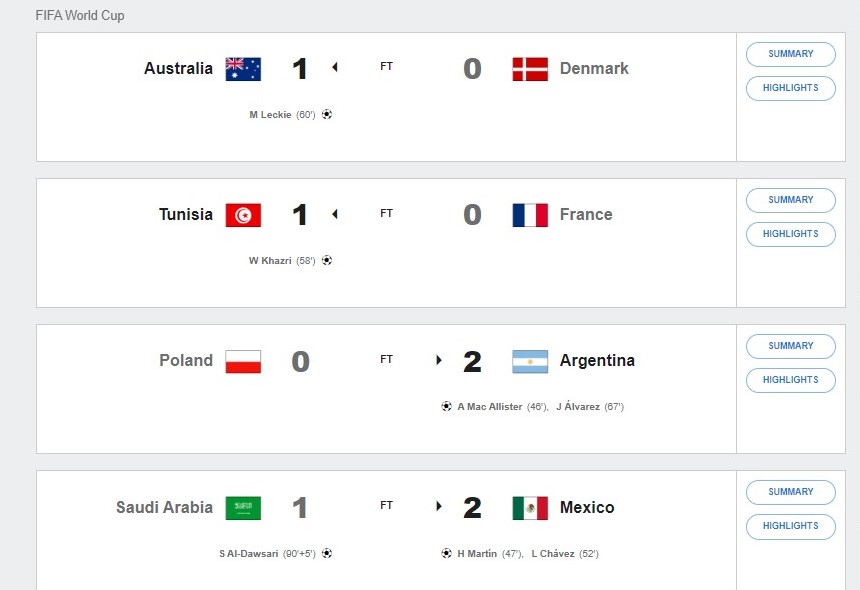 FIFA World Cup
Australia 1 FT 0 Denmark
SUMMARY
HIGHLIGHTS
M Leckie (60')
Tunisia 1 FT 0 France
SUMMARY
HIGHLIGHTS
W Khazri (58')
Poland 0 FT 2 Argentina
SUMMARY
HIGHLIGHTS
A Mac Allister (46'), J Álvarez (67')
Saudi Arabia 1 FT 2 Mexico
SUMMARY
HIGHLIGHTS
S Al-Dawsari (90'+5') H Martín (47'), L Chávez (52')